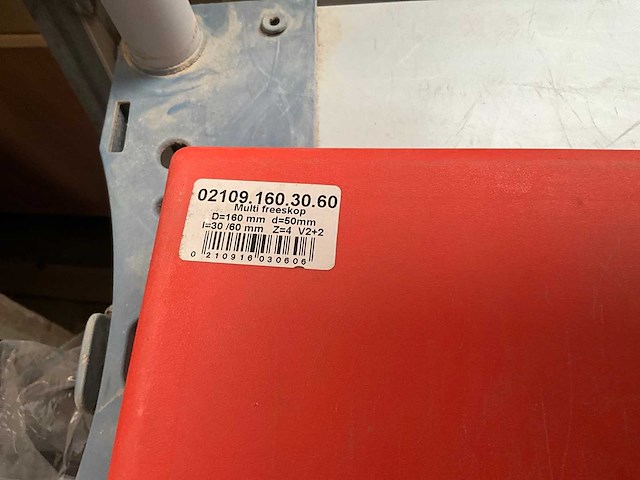 02109.160.30.60
Multi freeskop
D=160 mm d=50mm
l=30 /60 mm Z=4 V2+2
0 210916 030606